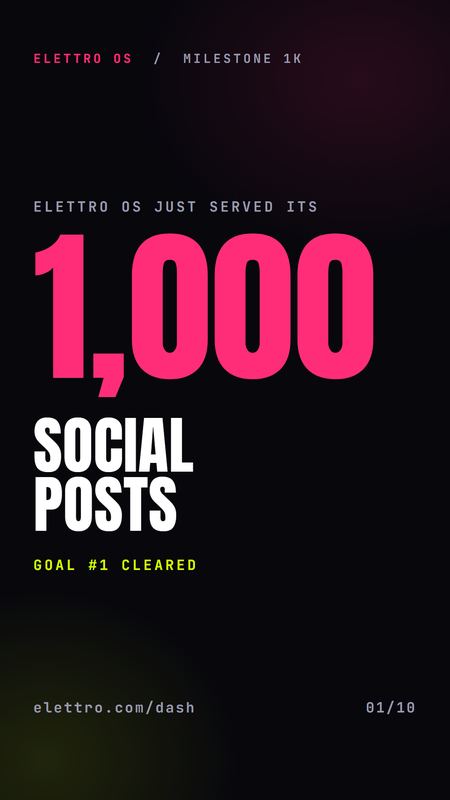 ELETTRO OS / MILESTONE 1K
ELETTRO OS JUST SERVED ITS
1,000
SOCIAL
POSTS
GOAL #1 CLEARED
elettro.com/dash 01/10